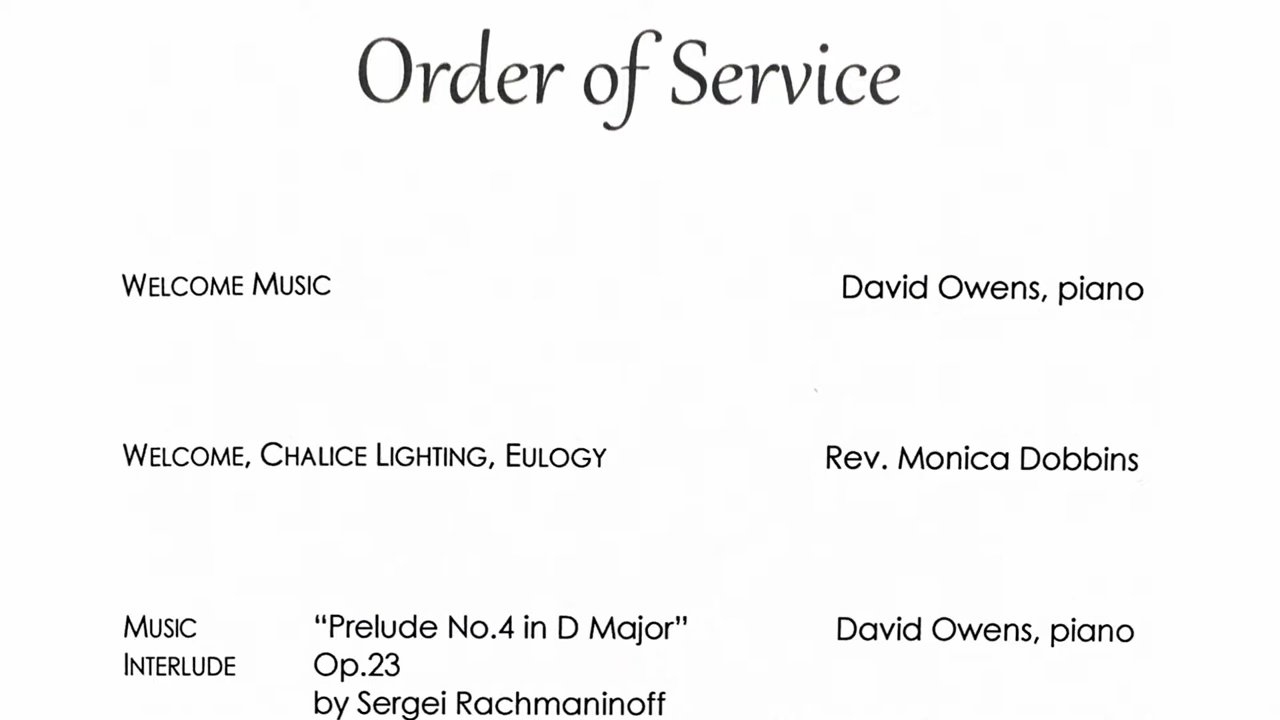 Order of Service
WELCOME MUSIC David Owens, piano
WELCOME, CHALICE LIGHTING, EULOGY Rev. Monica Dobbins
MUSIC “Prelude No.4 in D Major” David Owens, piano
INTERLUDE Op.23
by Sergei Rachmaninoff